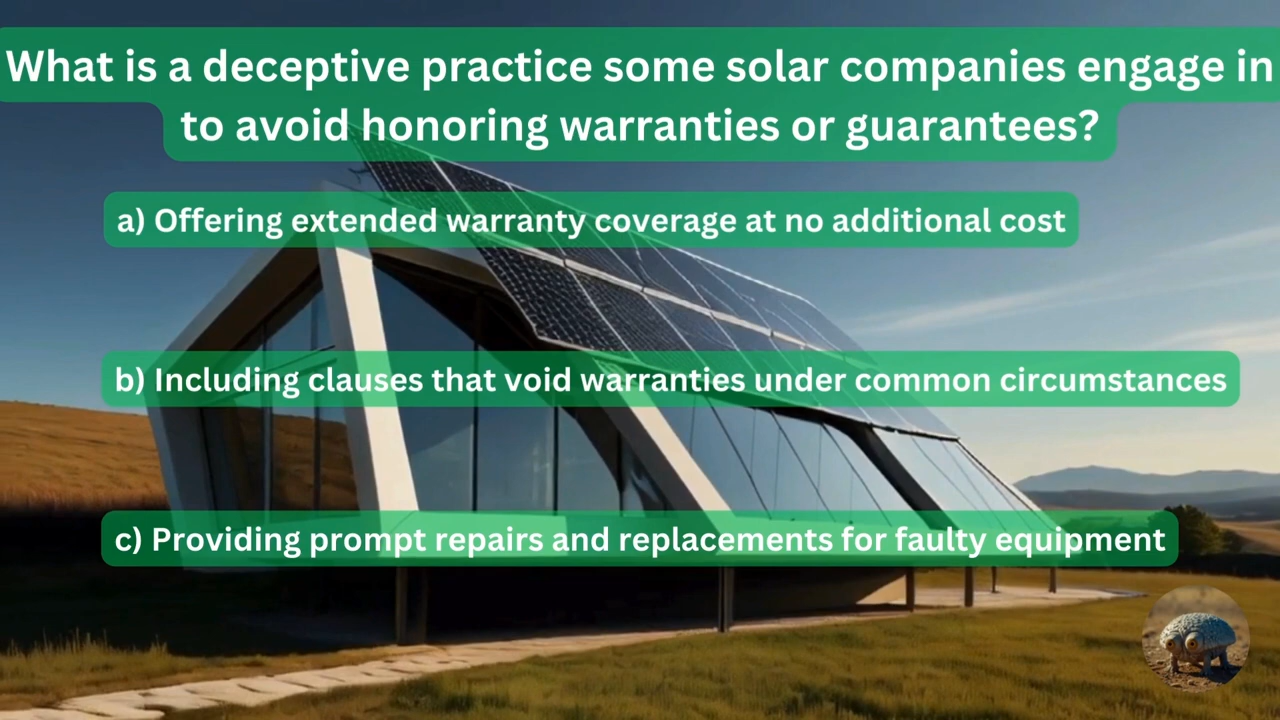 What is a deceptive practice some solar companies engage in
to avoid honoring warranties or guarantees?
a) Offering extended warranty coverage at no additional cost
b) Including clauses that void warranties under common circumstances
c) Providing prompt repairs and replacements for faulty equipment